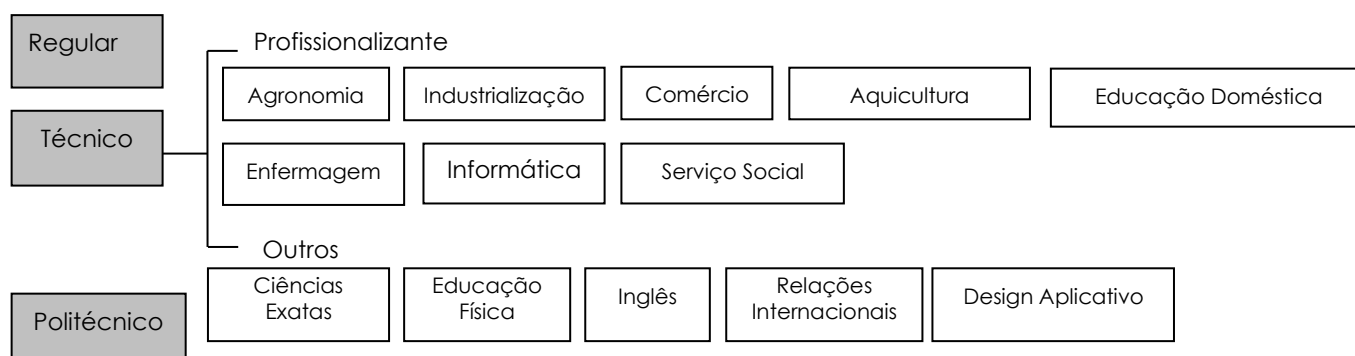 Regular
Profissionalizante
Agronomia
Industrialização
Comércio
Aquicultura
Educação Doméstica
Técnico
Enfermagem
Informática
Serviço Social
Outros
Ciências
Exatas
Educação
Física
Inglês
Relações
Internacionais
Design Aplicativo
Politécnico